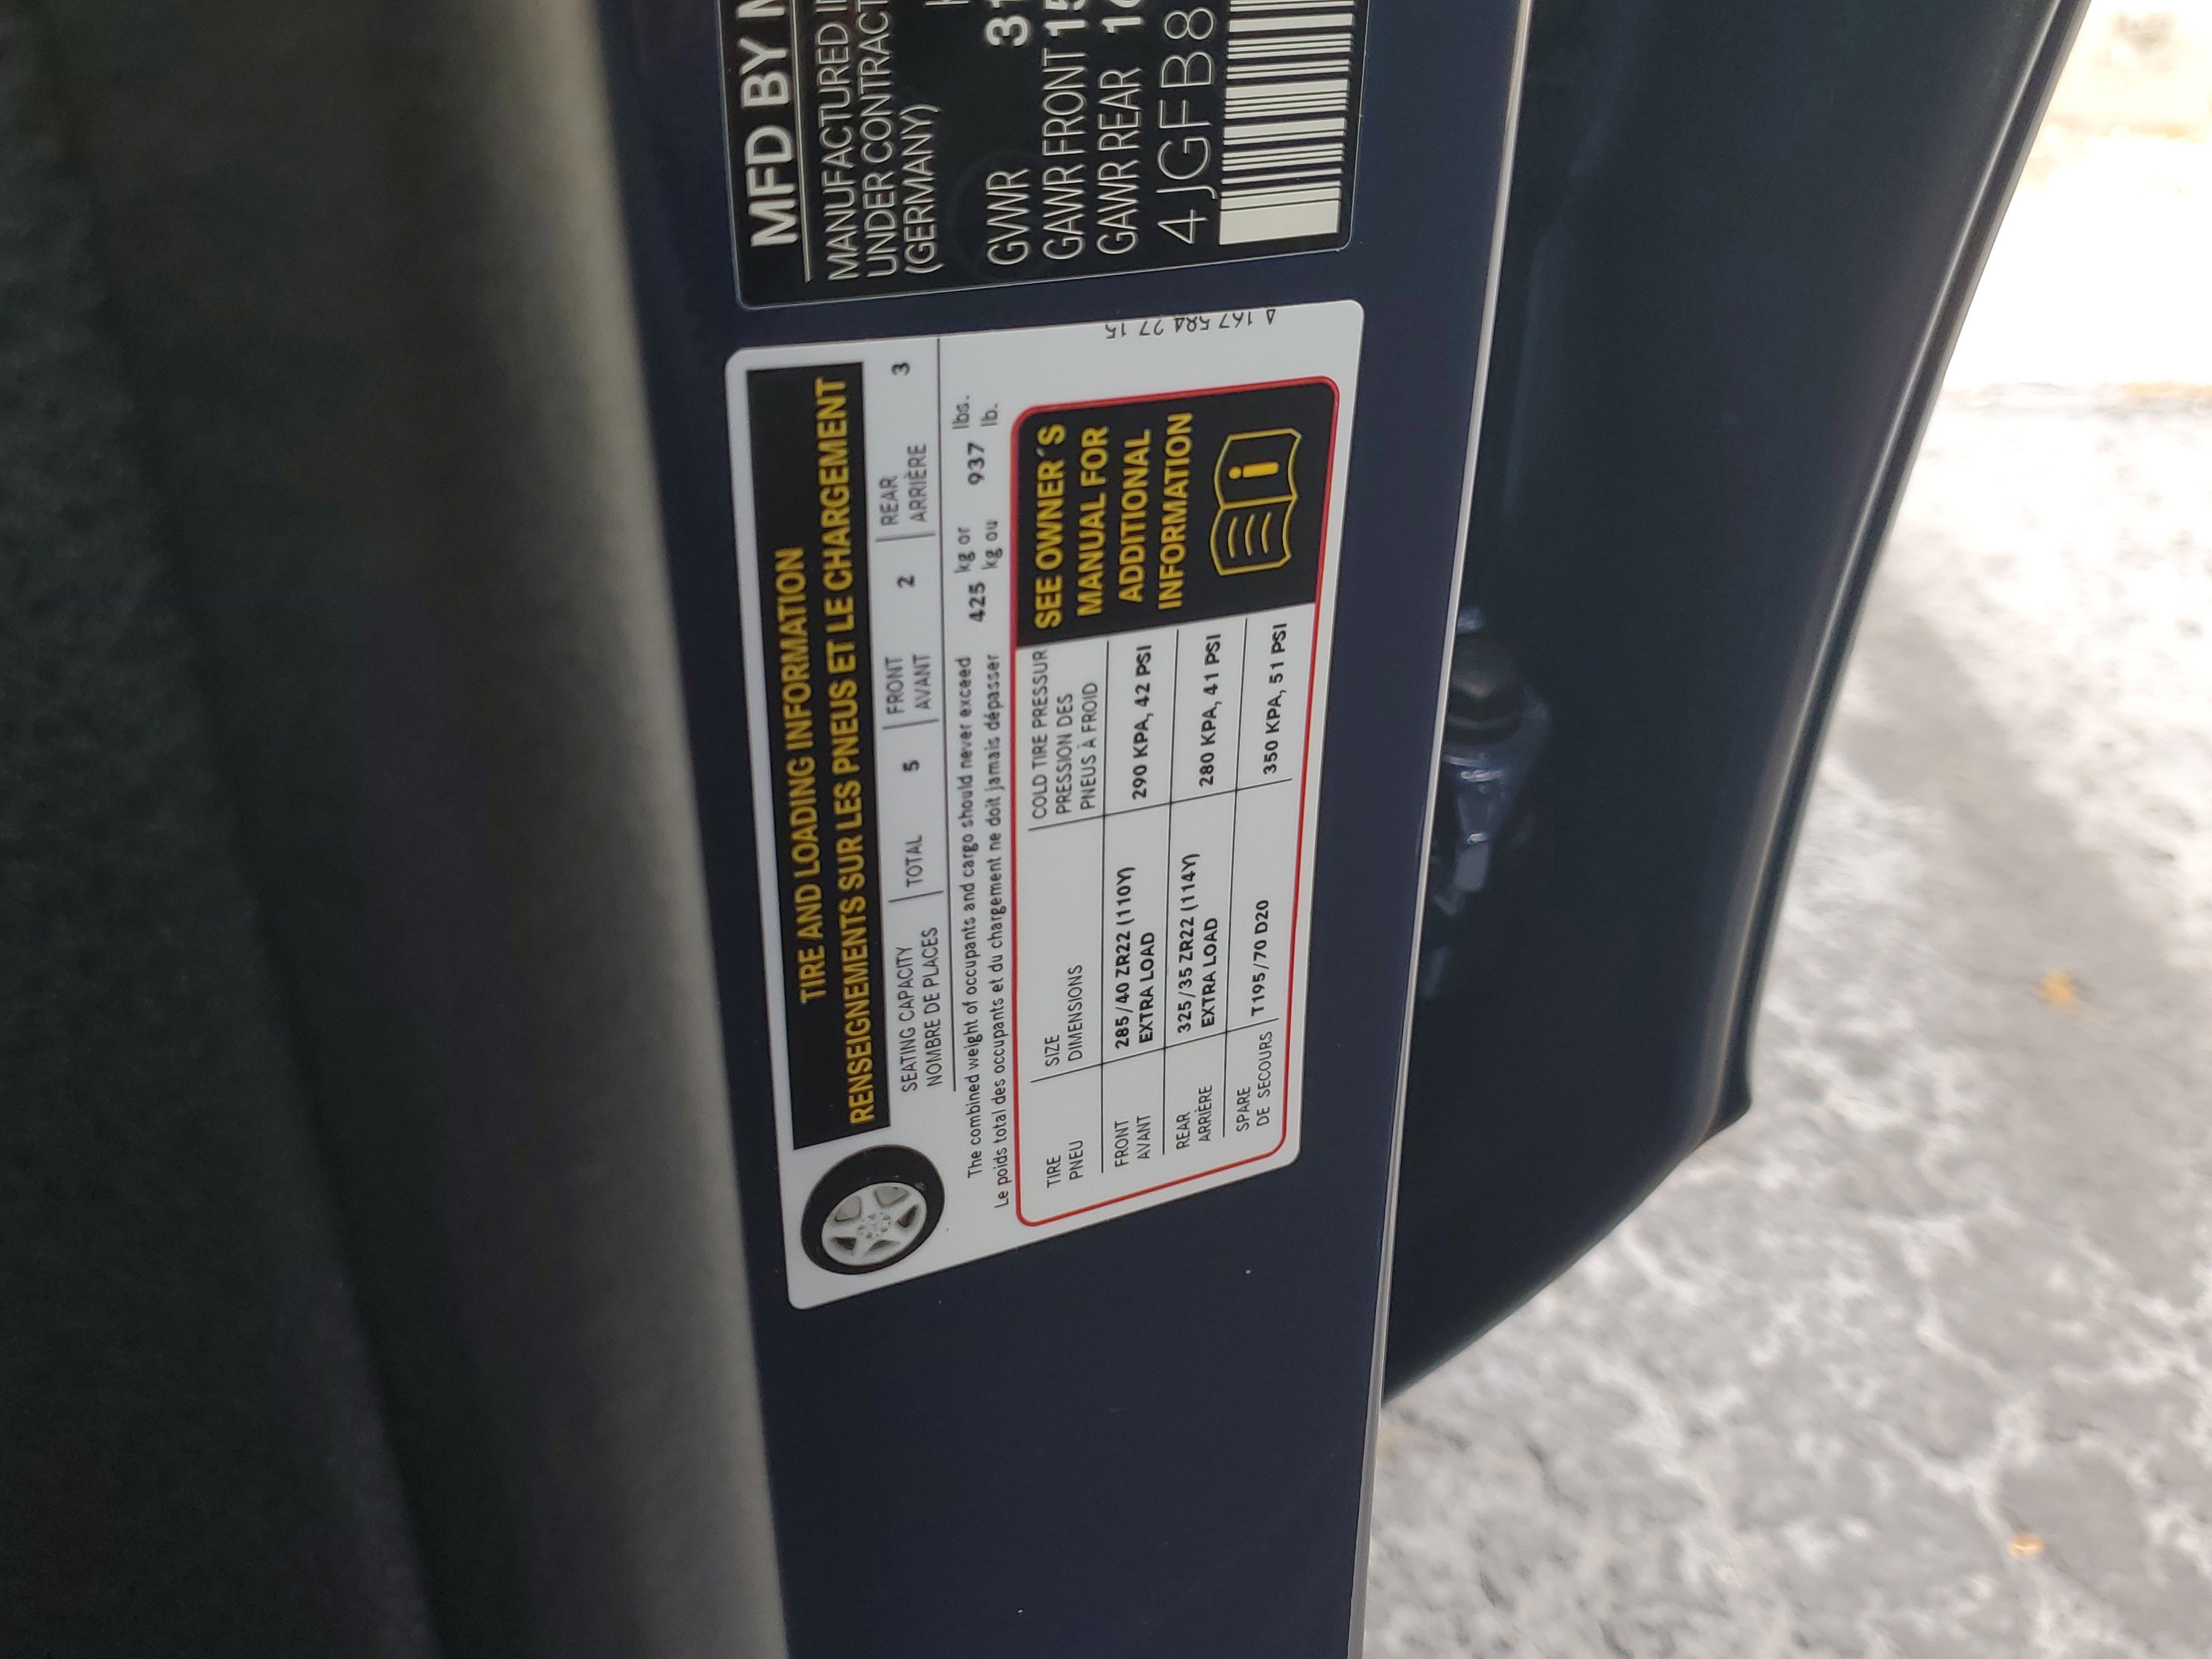 TIRE AND LOADING INFORMATION
RENSEIGNEMENTS SUR LES PNEUS ET LE CHARGEMENT
SEATING CAPACITY TOTAL 5 FRONT 2 REAR 3
NOMBRE DE PLACES AVANT ARRIÈRE
The combined weight of occupants and cargo should never exceed 425 kg or 937 lbs.
Le poids total des occupants et du chargement ne doit jamais dépasser kg ou lb.
TIRE SIZE COLD TIRE PRESSUR
PNEU DIMENSIONS PRESSION DES
PNEUS À FROID
FRONT 285/40 ZR22 (110Y) 290 KPA, 42 PSI
AVANT EXTRA LOAD
REAR 325/35 ZR22 (114Y) 280 KPA, 41 PSI
ARRIÈRE EXTRA LOAD
SPARE T195/70 D20 350 KPA, 51 PSI
DE SECOURS
SEE OWNER´S
MANUAL FOR
ADDITIONAL
INFORMATION
i
A 167 584 27 15
MFD BY
MANUFACTURED
UNDER CONTRACT
(GERMANY)
GVWR 31
GAWR FRONT 15
GAWR REAR
4JGFB8